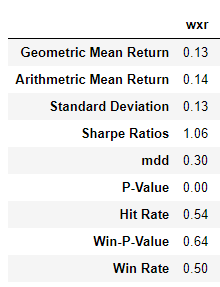 wxr
Geometric Mean Return 0.13
Arithmetric Mean Return 0.14
Standard Deviation 0.13
Sharpe Ratios 1.06
mdd 0.30
P-Value 0.00
Hit Rate 0.54
Win-P-Value 0.64
Win Rate 0.50